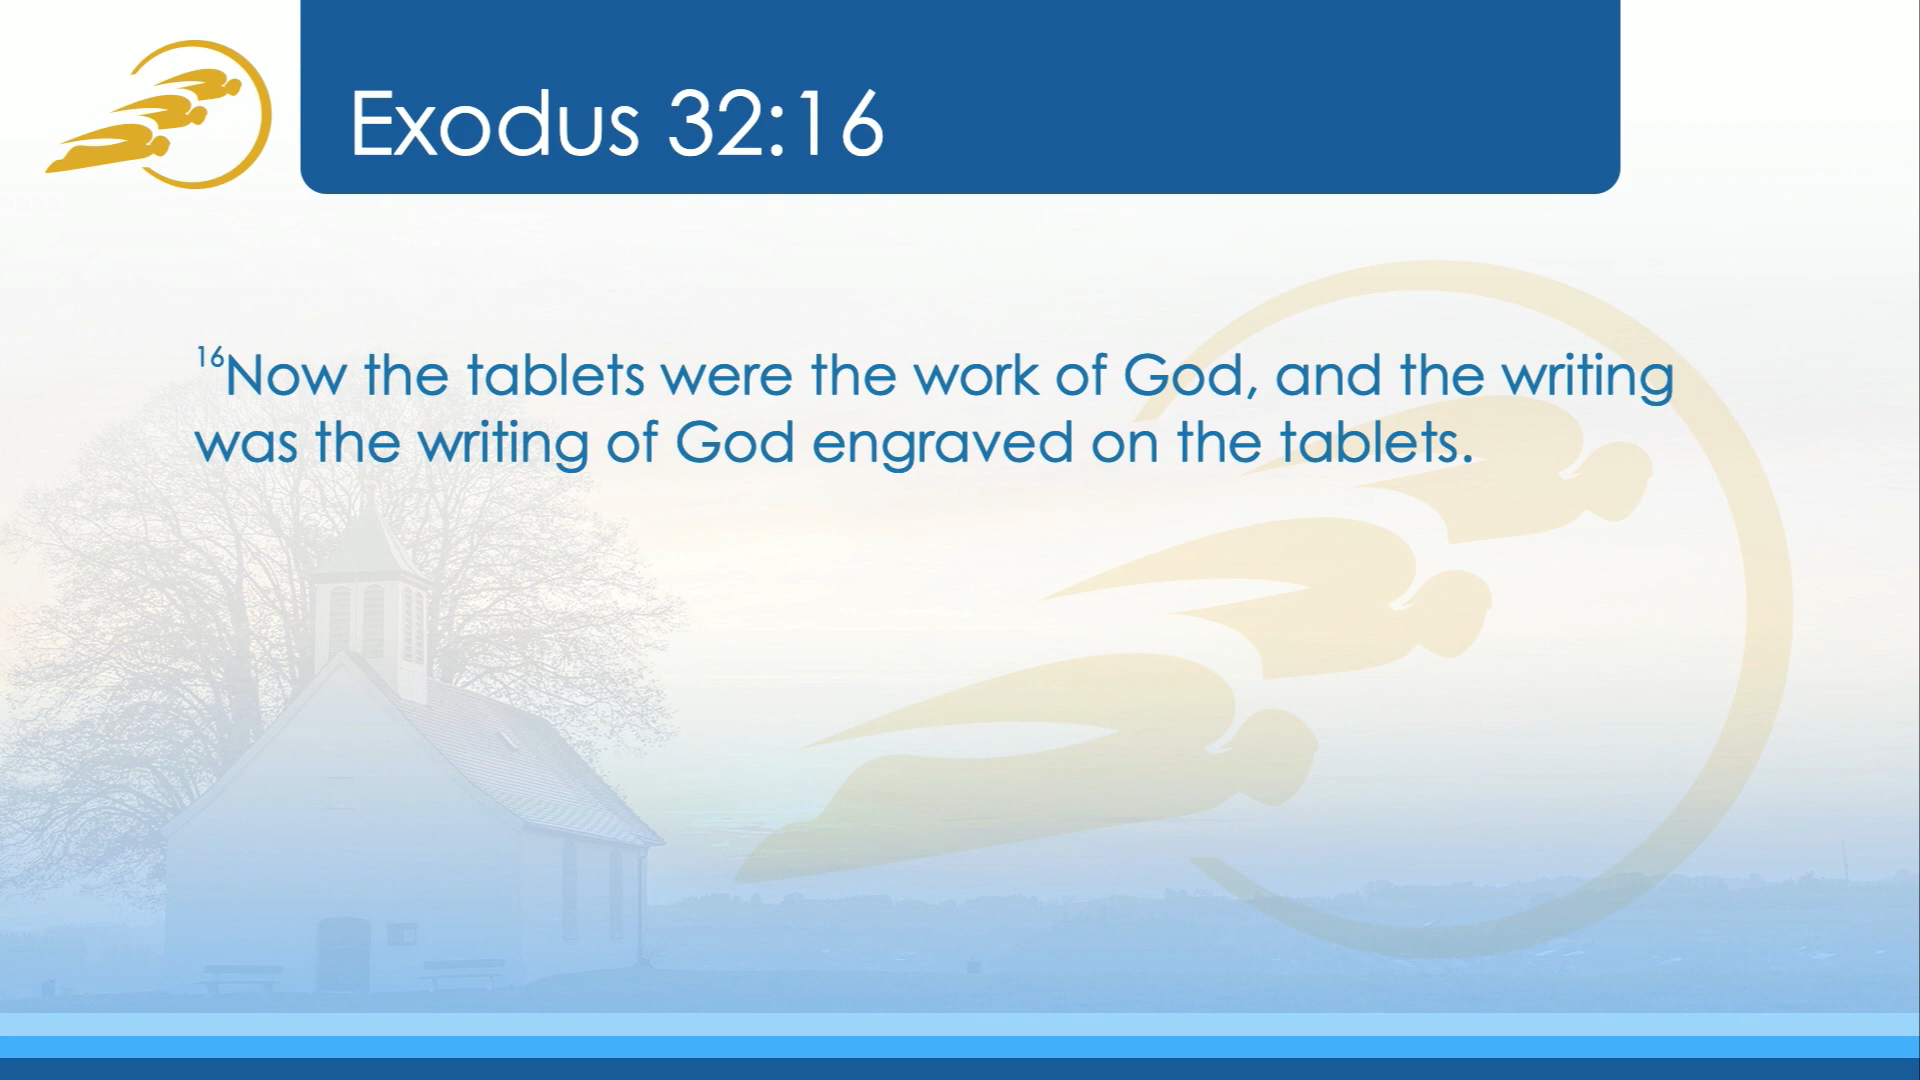 Exodus 32:16
16Now the tablets were the work of God, and the writing
was the writing of God engraved on the tablets.